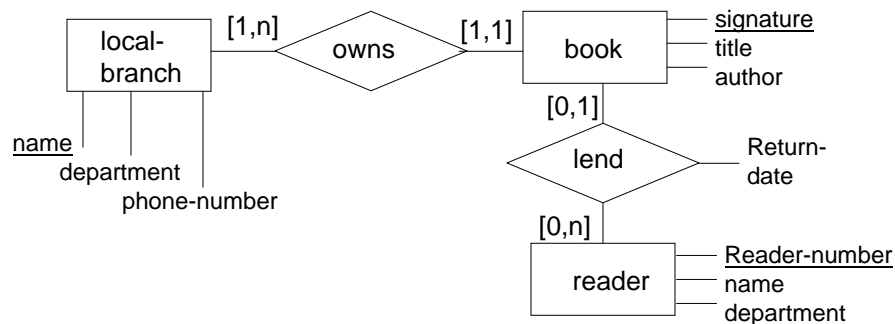 local-
branch
[1,n]
owns
[1,1]
book
signature
title
author
name
department
phone-number
[0,1]
lend
Return-
date
[0,n]
reader
Reader-number
name
department